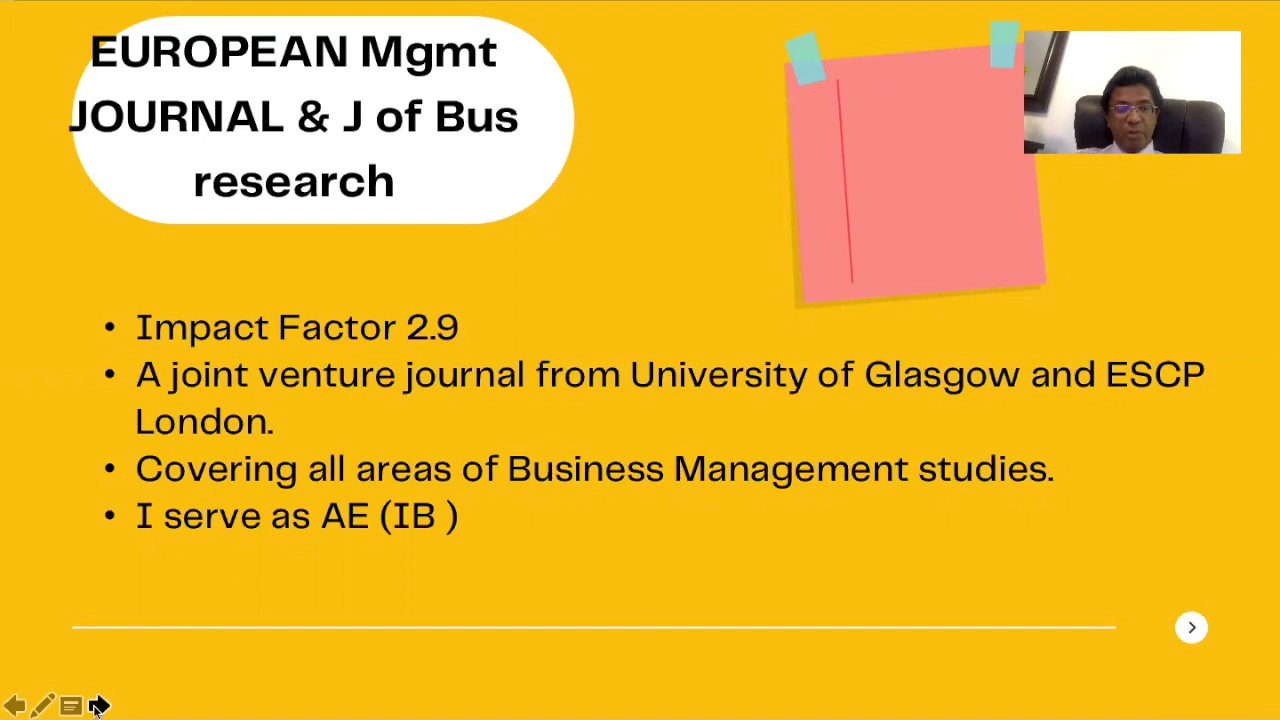 EUROPEAN Mgmt
JOURNAL & J of Bus
research
• Impact Factor 2.9
• A joint venture journal from University of Glasgow and ESCP
London.
• Covering all areas of Business Management studies.
• I serve as AE (IB )